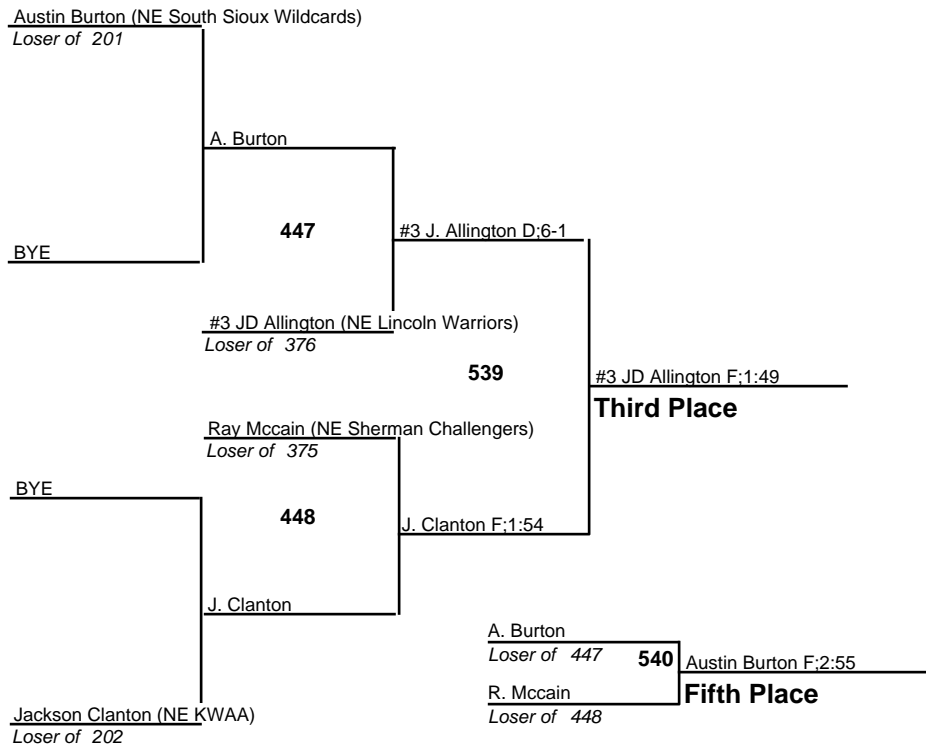 Austin Burton (NE South Sioux Wildcards)
Loser of 201
A. Burton
447
#3 J. Allington D;6-1
BYE
#3 JD Allington (NE Lincoln Warriors)
Loser of 376
539
#3 JD Allington F;1:49
Third Place
Ray Mccain (NE Sherman Challengers)
Loser of 375
BYE
448
J. Clanton F;1:54
J. Clanton
A. Burton
Loser of 447
540
Austin Burton F;2:55
Fifth Place
R. Mccain
Loser of 448
Jackson Clanton (NE KWAA)
Loser of 202